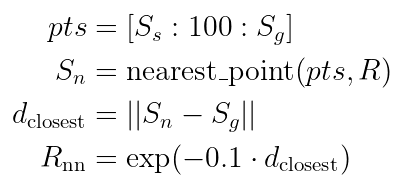 pts = [S_s : 100 : S_g]
S_n = nearest_point(pts, R)
d_closest = ||S_n − S_g||
R_nn = exp(−0.1 · d_closest)